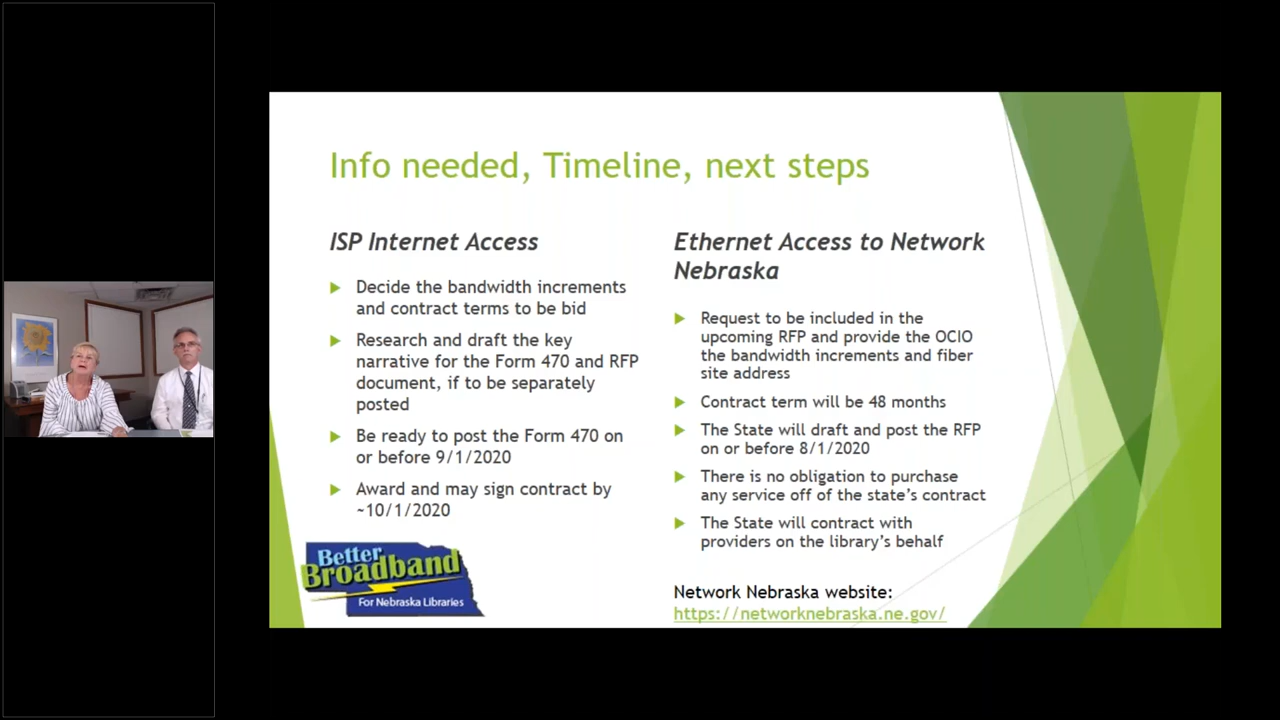 Info needed, Timeline, next steps
ISP Internet Access
Decide the bandwidth increments
and contract terms to be bid
Research and draft the key
narrative for the Form 470 and RFP
document, if to be separately
posted
Be ready to post the Form 470 on
or before 9/1/2020
Award and may sign contract by
~10/1/2020
Better
Broadband
For Nebraska Libraries
Ethernet Access to Network
Nebraska
Request to be included in the
upcoming RFP and provide the OCIO
the bandwidth increments and fiber
site address
Contract term will be 48 months
The State will draft and post the RFP
on or before 8/1/2020
There is no obligation to purchase
any service off of the state's contract
The State will contract with
providers on the library's behalf
Network Nebraska website:
https://networknebraska.ne.gov/